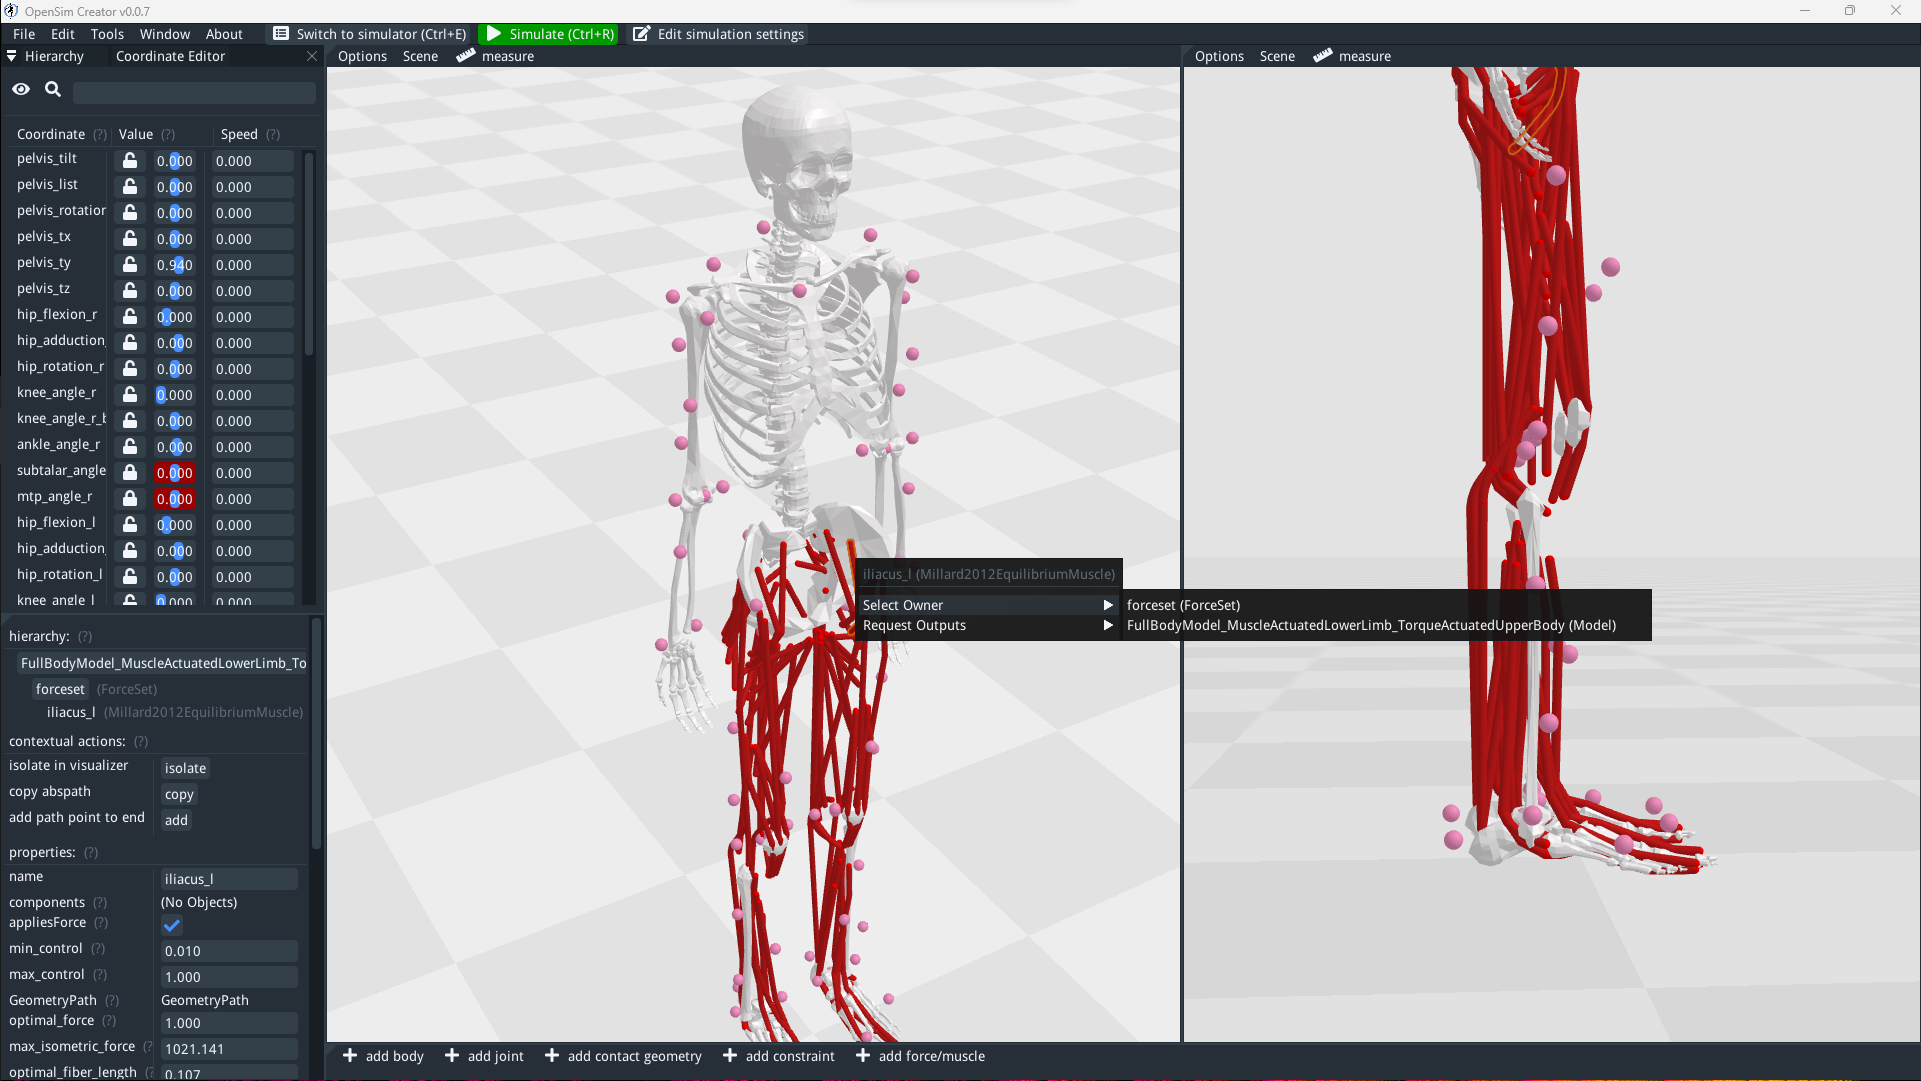 OpenSim Creator v0.0.7
File Edit Tools Window About Switch to simulator (Ctrl+E) Simulate (Ctrl+R) Edit simulation settings
Hierarchy Coordinate Editor
Options Scene measure
Options Scene measure
Coordinate (?) Value (?) Speed (?)
pelvis_tilt 0.000 0.000
pelvis_list 0.000 0.000
pelvis_rotation 0.000 0.000
pelvis_tx 0.000 0.000
pelvis_ty 0.940 0.000
pelvis_tz 0.000 0.000
hip_flexion_r 0.000 0.000
hip_adduction_ 0.000 0.000
hip_rotation_r 0.000 0.000
knee_angle_r 0.000 0.000
knee_angle_r_b 0.000 0.000
ankle_angle_r 0.000 0.000
subtalar_angle 0.000 0.000
mtp_angle_r 0.000 0.000
hip_flexion_l 0.000 0.000
hip_adduction_ 0.000 0.000
hip_rotation_l 0.000 0.000
knee_angle_l 0.000 0.000
hierarchy: (?)
FullBodyModel_MuscleActuatedLowerLimb_To
forceset (ForceSet)
iliacus_l (Millard2012EquilibriumMuscle)
contextual actions: (?)
isolate in visualizer isolate
copy abspath copy
add path point to end add
properties: (?)
name iliacus_l
components (?) (No Objects)
appliesForce (?)
min_control (?) 0.010
max_control (?) 1.000
GeometryPath (?) GeometryPath
optimal_force (?) 1.000
max_isometric_force (? 1021.141
optimal_fiber_length (? 0.107
iliacus_l (Millard2012EquilibriumMuscle)
Select Owner
Request Outputs
forceset (ForceSet)
FullBodyModel_MuscleActuatedLowerLimb_TorqueActuatedUpperBody (Model)
add body add joint add contact geometry add constraint add force/muscle